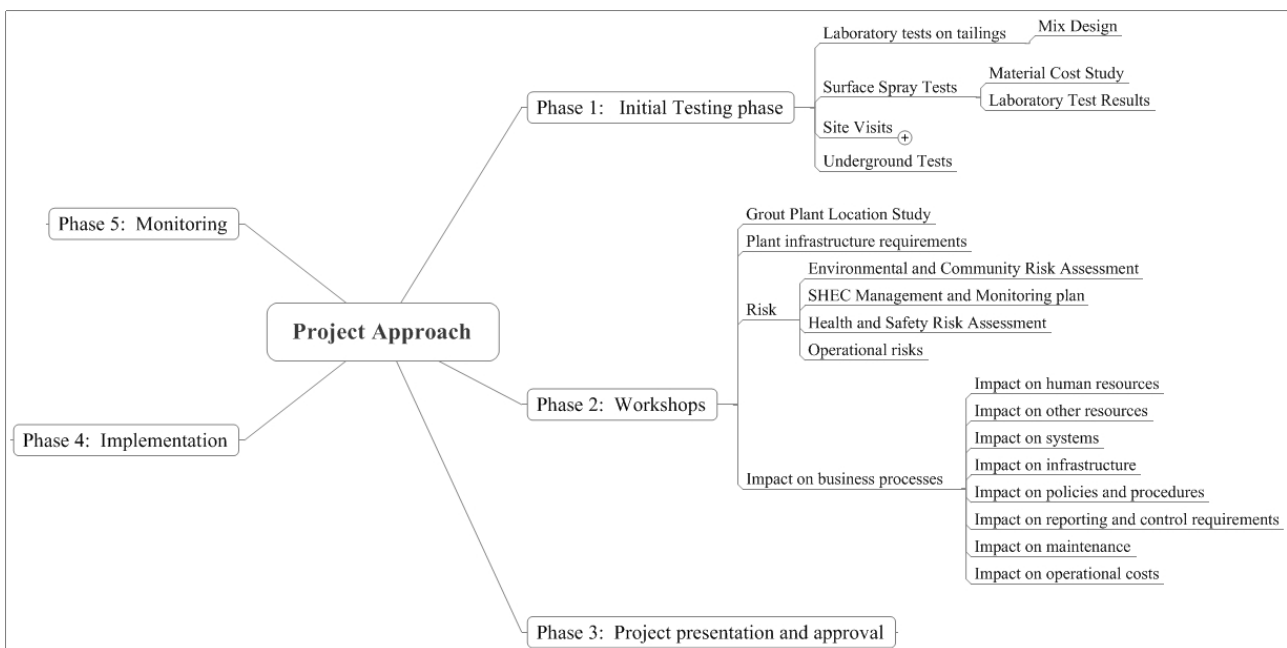 Project Approach
Phase 1: Initial Testing phase
Laboratory tests on tailings
Mix Design
Surface Spray Tests
Material Cost Study
Laboratory Test Results
Site Visits
Underground Tests
Phase 2: Workshops
Grout Plant Location Study
Plant infrastructure requirements
Risk
Environmental and Community Risk Assessment
SHEC Management and Monitoring plan
Health and Safety Risk Assessment
Operational risks
Impact on business processes
Impact on human resources
Impact on other resources
Impact on systems
Impact on infrastructure
Impact on policies and procedures
Impact on reporting and control requirements
Impact on maintenance
Impact on operational costs
Phase 3: Project presentation and approval
Phase 4: Implementation
Phase 5: Monitoring